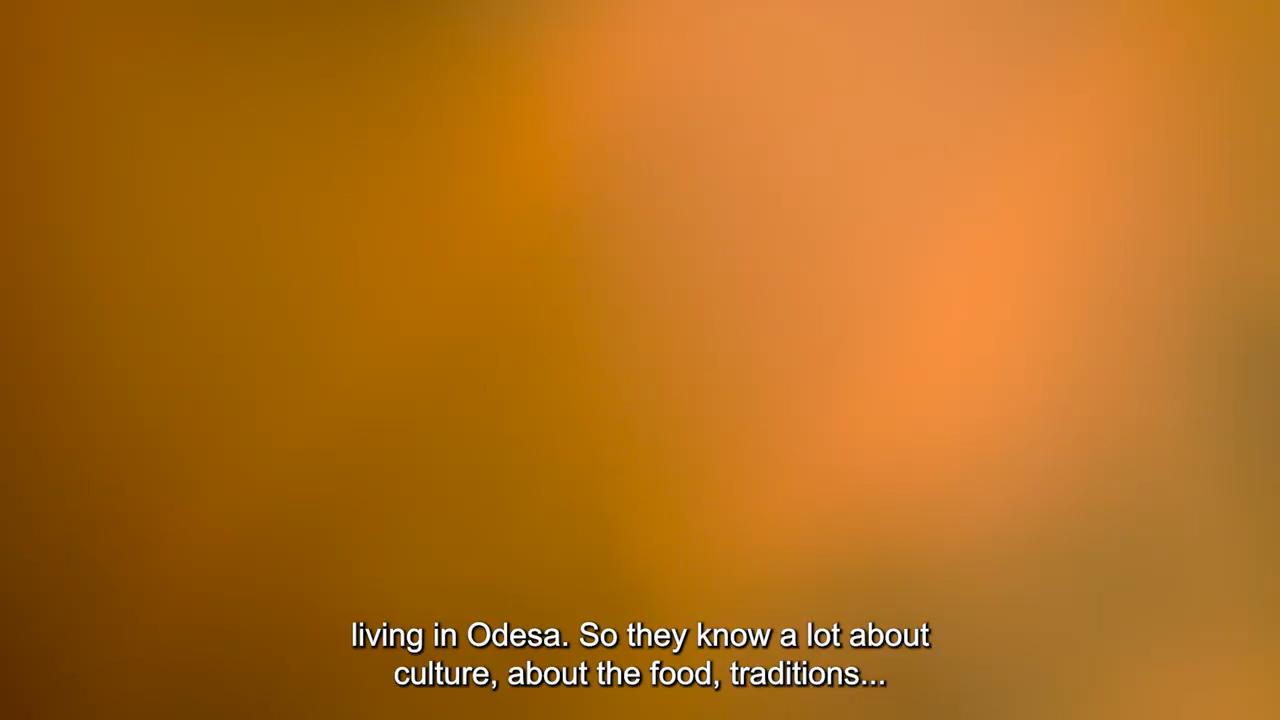 living in Odesa. So they know a lot about
culture, about the food, traditions...